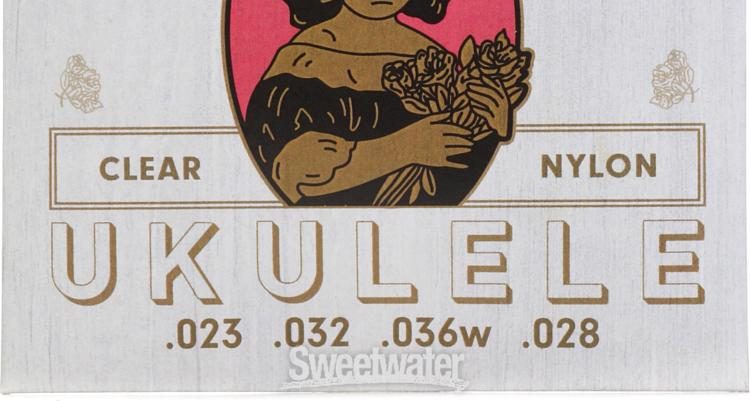 CLEAR NYLON
UKULELE
.023 .032 .036w .028
Sweetwater